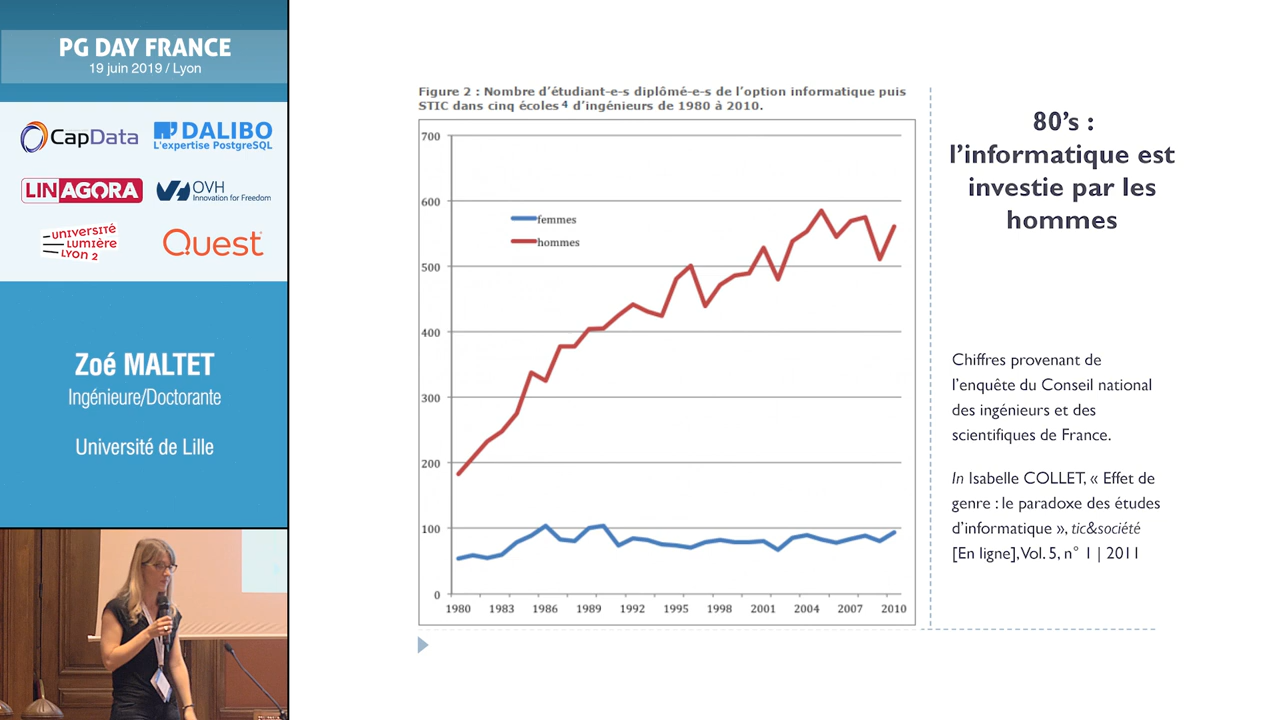 PG DAY FRANCE
19 juin 2019 / Lyon
CapData
DALIBO
L'expertise PostgreSQL
LINAGORA
OVH
Innovation for Freedom
UNIVERSITÉ
LUMIÈRE
LYON 2
Quest
Zoé MALTET
Ingénieure/Doctorante
Université de Lille
Figure 2 : Nombre d'étudiant-e-s diplômé-e-s de l'option informatique puis
STIC dans cinq écoles 4 d'ingénieurs de 1980 à 2010.
700
600
500
400
300
200
100
0
femmes
hommes
1980 1983 1986 1989 1992 1995 1998 2001 2004 2007 2010
80's :
l'informatique est
investie par les
hommes
Chiffres provenant de
l'enquête du Conseil national
des ingénieurs et des
scientifiques de France.
In Isabelle COLLET, « Effet de
genre : le paradoxe des études
d'informatique », tic&société
[En ligne], Vol. 5, n° 1 | 2011